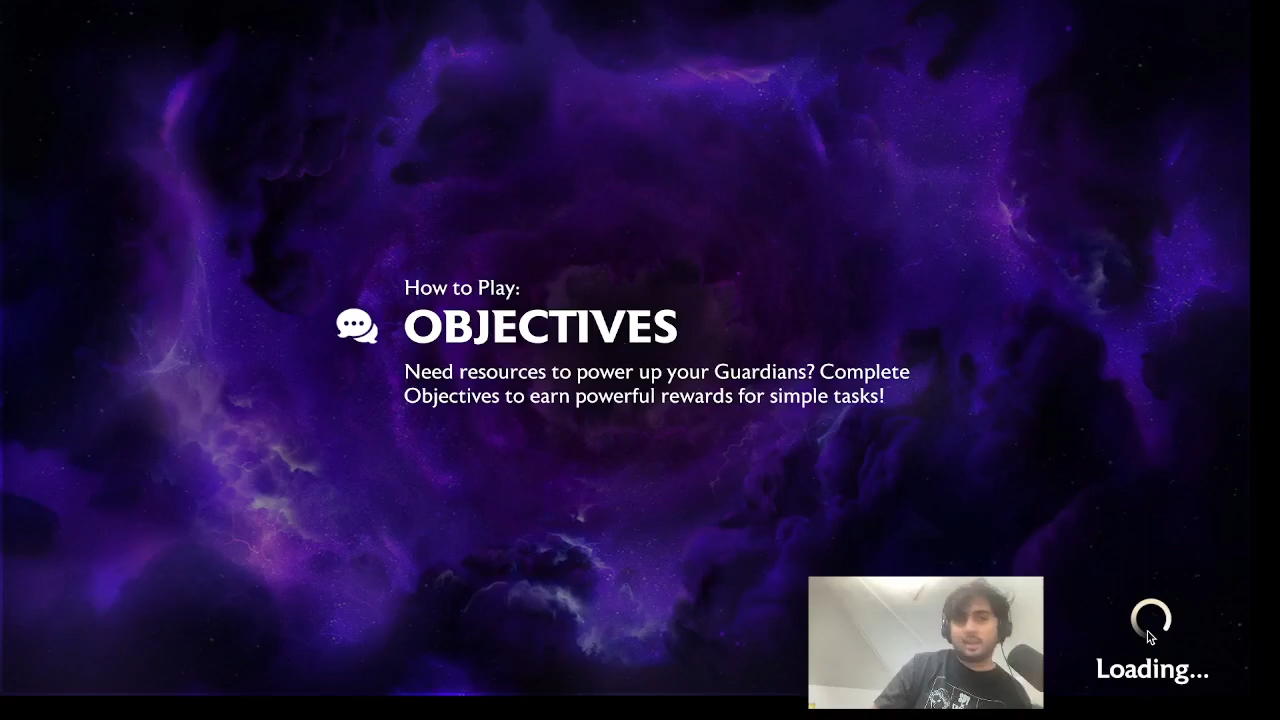 How to Play:
OBJECTIVES
Need resources to power up your Guardians? Complete
Objectives to earn powerful rewards for simple tasks!
Loading...